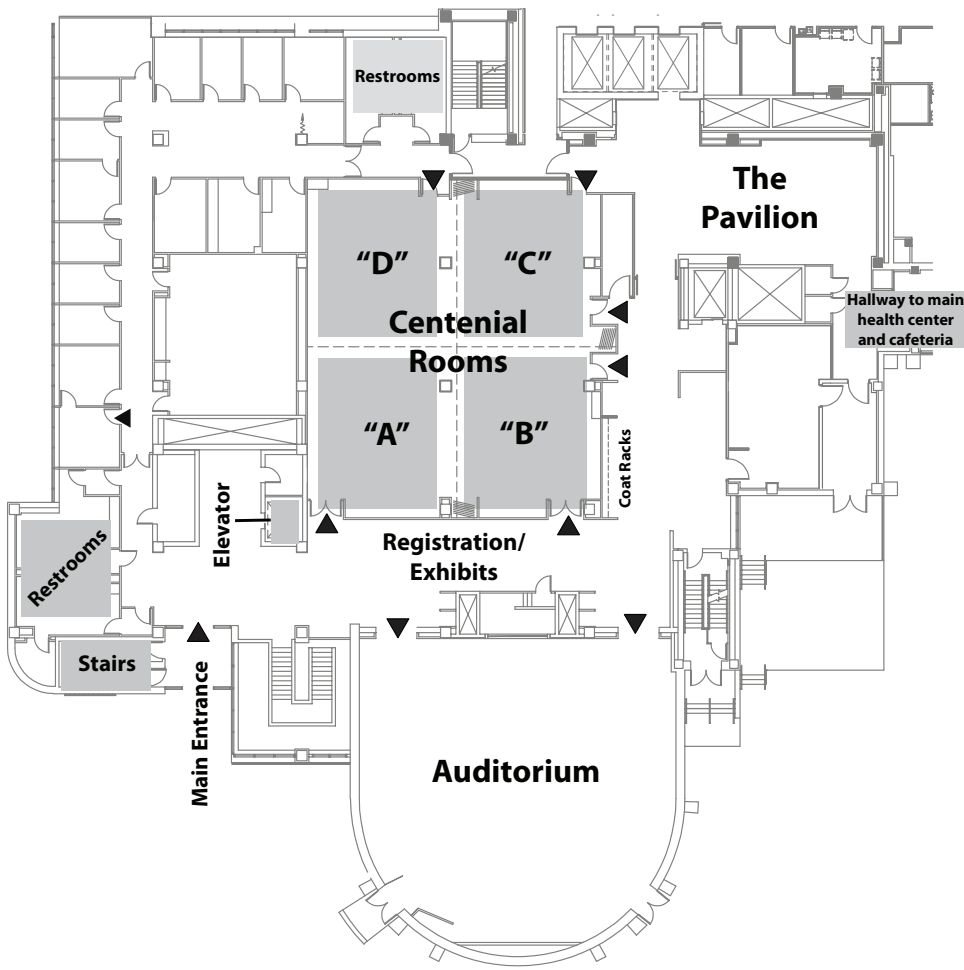 Restrooms
The
Pavilion
“D”
“C”
Centenial
Rooms
Hallway to main
health center
and cafeteria
“A”
“B”
Coat Racks
Elevator
Registration/
Exhibits
Restrooms
Stairs
Main Entrance
Auditorium